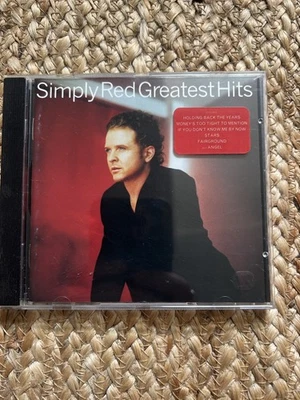 Simply Red Greatest Hits
HOLDING BACK THE YEARS
MONEY'S TOO TIGHT TO MENTION
IF YOU DON'T KNOW ME BY NOW
STARS
FAIRGROUND
ANGEL